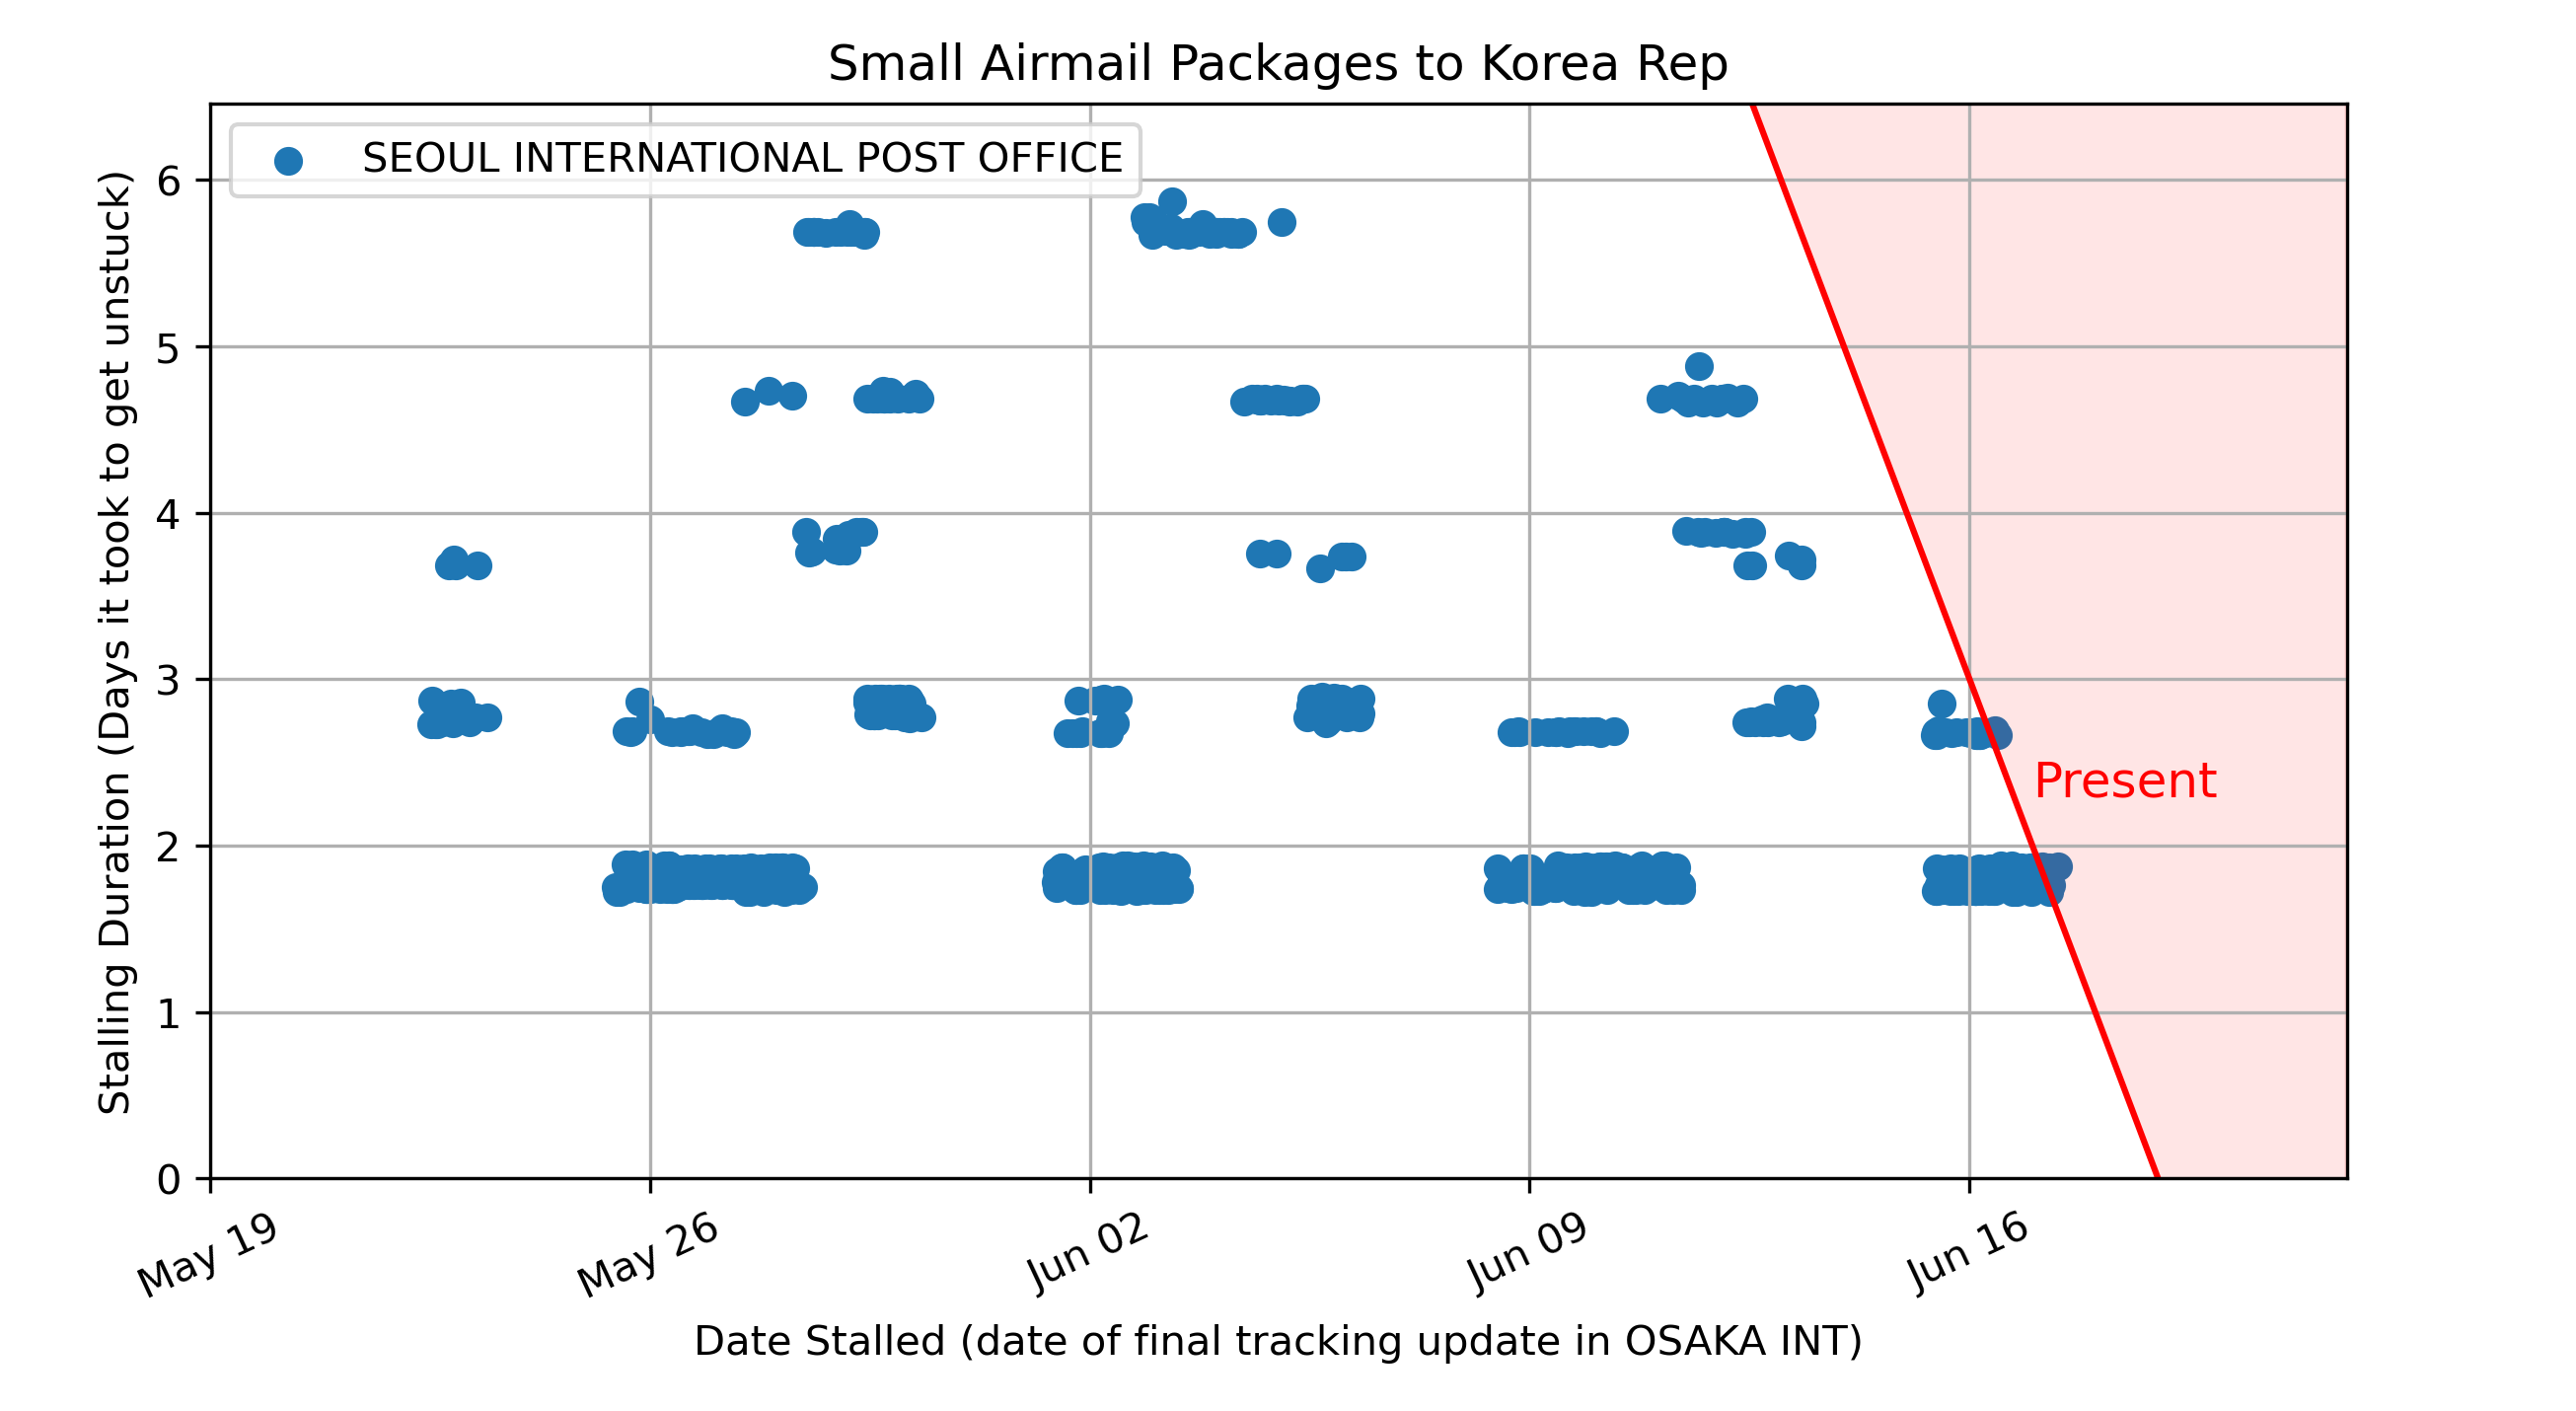 Small Airmail Packages to Korea Rep
SEOUL INTERNATIONAL POST OFFICE
Stalling Duration (Days it took to get unstuck)
6
5
4
3
2
1
0
Present
May 19
May 26
Jun 02
Jun 09
Jun 16
Date Stalled (date of final tracking update in OSAKA INT)